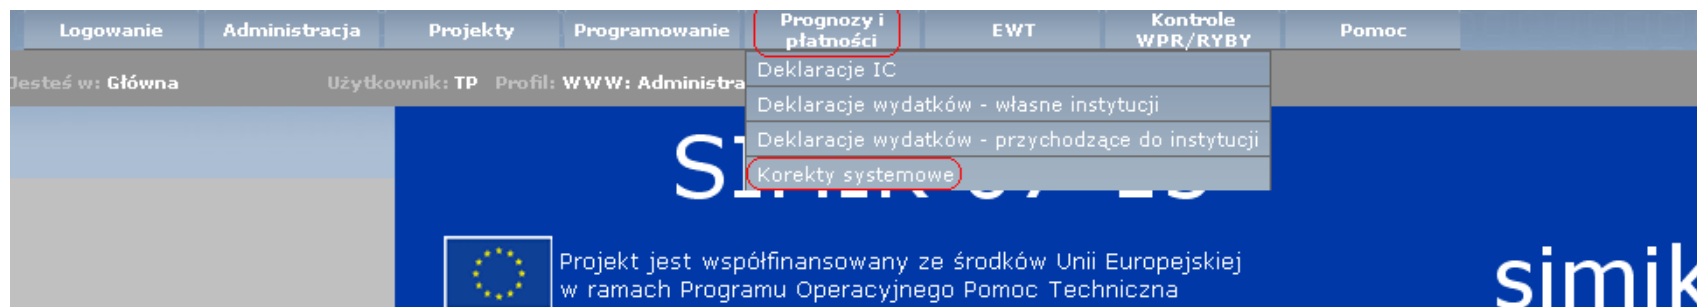 Logowanie Administracja Projekty Programowanie Prognozy i płatności EWT Kontrole WPR/RYBY Pomoc
Jesteś w: Główna Użytkownik: TP Profil: WWW: Administra
Deklaracje IC
Deklaracje wydatków - własne instytucji
Deklaracje wydatków - przychodzące do instytucji
Korekty systemowe
Projekt jest współfinansowany ze środków Unii Europejskiej
w ramach Programu Operacyjnego Pomoc Techniczna
simik